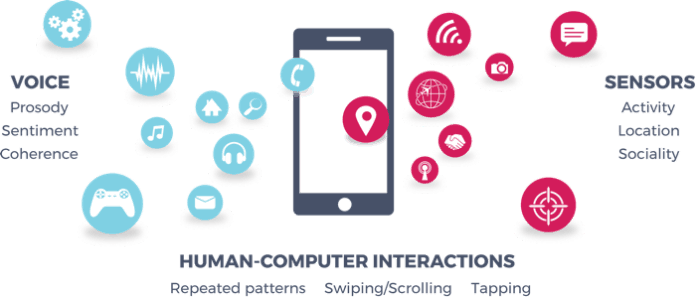 VOICE
Prosody
Sentiment
Coherence
SENSORS
Activity
Location
Sociality
HUMAN-COMPUTER INTERACTIONS
Repeated patterns Swiping/Scrolling Tapping